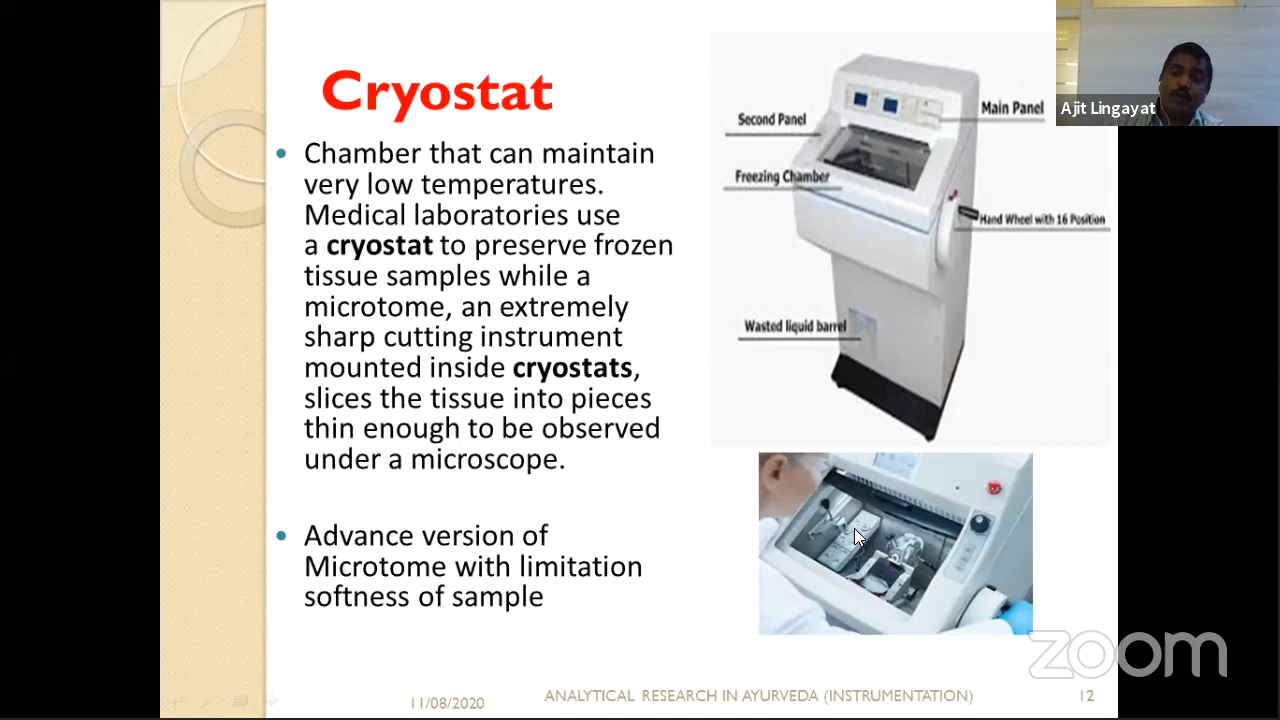 Cryostat
• Chamber that can maintain
very low temperatures.
Medical laboratories use
a cryostat to preserve frozen
tissue samples while a
microtome, an extremely
sharp cutting instrument
mounted inside cryostats,
slices the tissue into pieces
thin enough to be observed
under a microscope.
• Advance version of
Microtome with limitation
softness of sample
Second Panel
Main Panel
Freezing Chamber
Hand Wheel with 16 Position
Wasted liquid barrel
Ajit Lingayat
zoom
11/08/2020
ANALYTICAL RESEARCH IN AYURVEDA (INSTRUMENTATION)
12